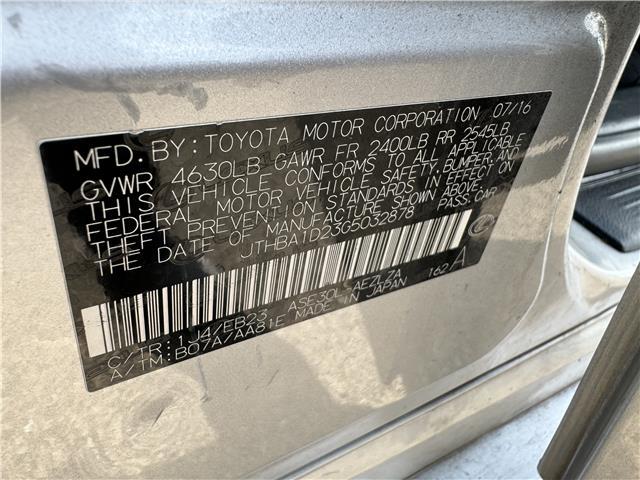 MFD. BY: TOYOTA MOTOR CORPORATION 07/16
GVWR 4630LB GAWR FR 2400LB RR 2545LB
THIS VEHICLE CONFORMS TO ALL APPLICABLE
FEDERAL MOTOR VEHICLE SAFETY, BUMPER, AND
THEFT PREVENTION STANDARDS IN EFFECT ON
THE DATE OF MANUFACTURE SHOWN ABOVE.
JTHBA1D23G5032878 PASS.CAR
C/TR: 1J4/EB23 ASE30L-AEZLZA 162 A
A/TM: B07A/AA81E MADE IN JAPAN